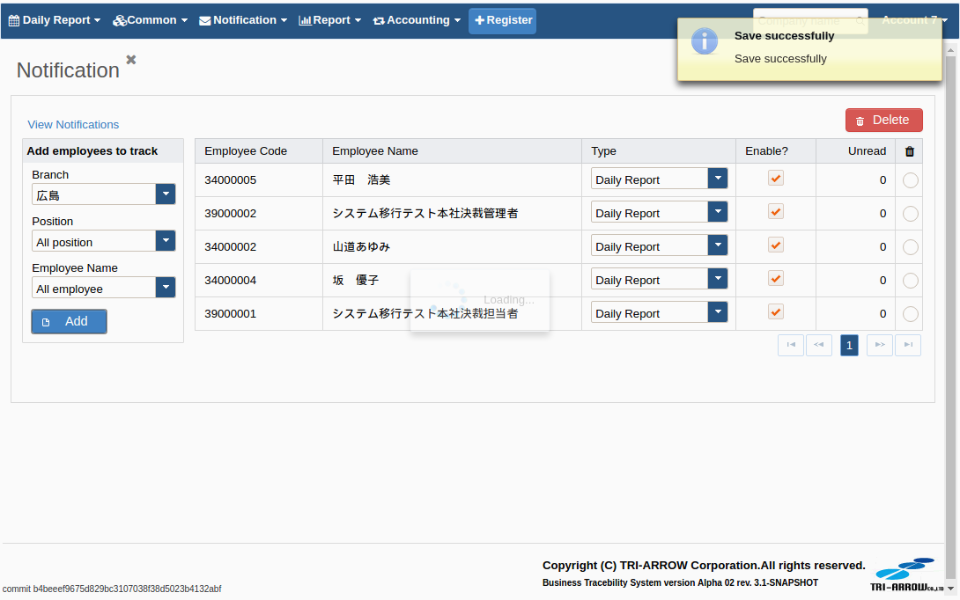 Daily Report
Common
Notification
Report
Accounting
Register
Company name
Account 7
Save successfully
Save successfully
Notification
View Notifications
Delete
Add employees to track
Branch
広島
Position
All position
Employee Name
All employee
Add
Employee Code Employee Name Type Enable? Unread
34000005 平田 浩美 Daily Report 0
39000002 システム移行テスト本社決裁管理者 Daily Report 0
34000002 山道あゆみ Daily Report 0
34000004 坂 優子 Daily Report 0
39000001 システム移行テスト本社決裁担当者 Daily Report 0
Loading...
1
Copyright (C) TRI-ARROW Corporation.All rights reserved.
Business Tracebility System version Alpha 02 rev. 3.1-SNAPSHOT
TRI-ARROW CO.,LTD
commit b4beeef9675d829bc3107038f38d5023b4132abf